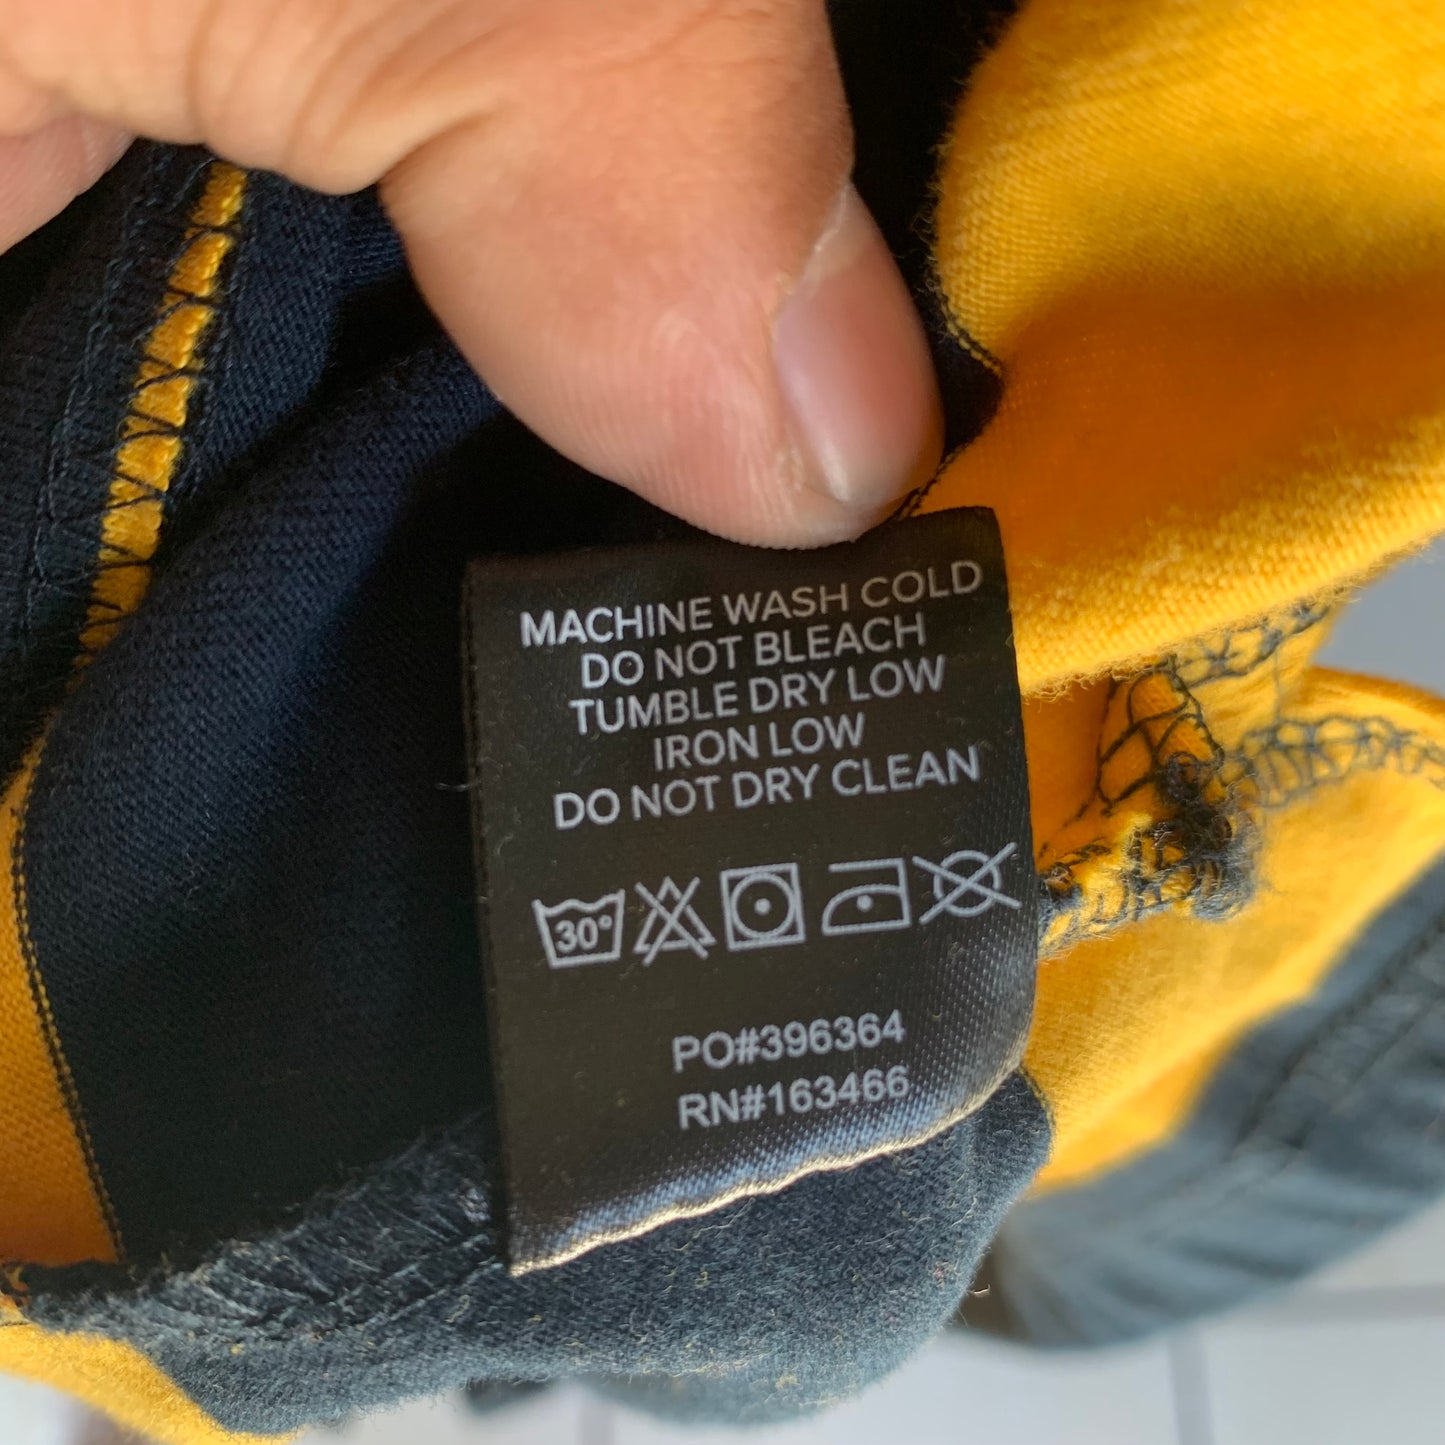 MACHINE WASH COLD
DO NOT BLEACH
TUMBLE DRY LOW
IRON LOW
DO NOT DRY CLEAN
30°
PO#396364
RN#163466